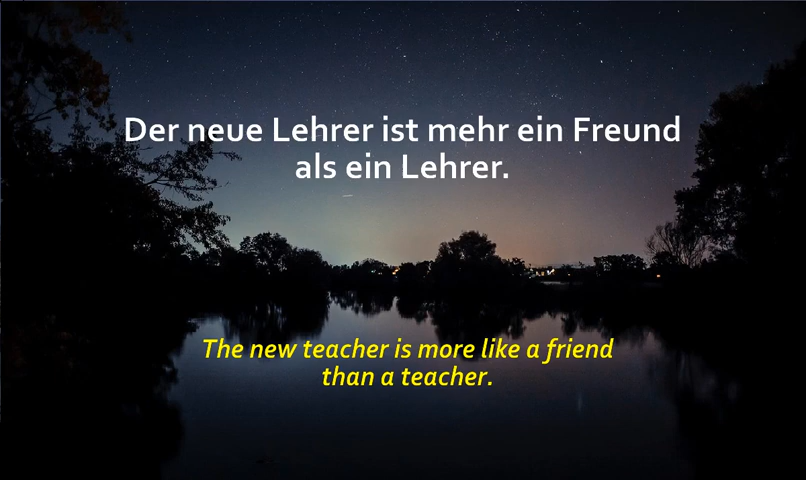 Der neue Lehrer ist mehr ein Freund
als ein Lehrer.
The new teacher is more like a friend
than a teacher.